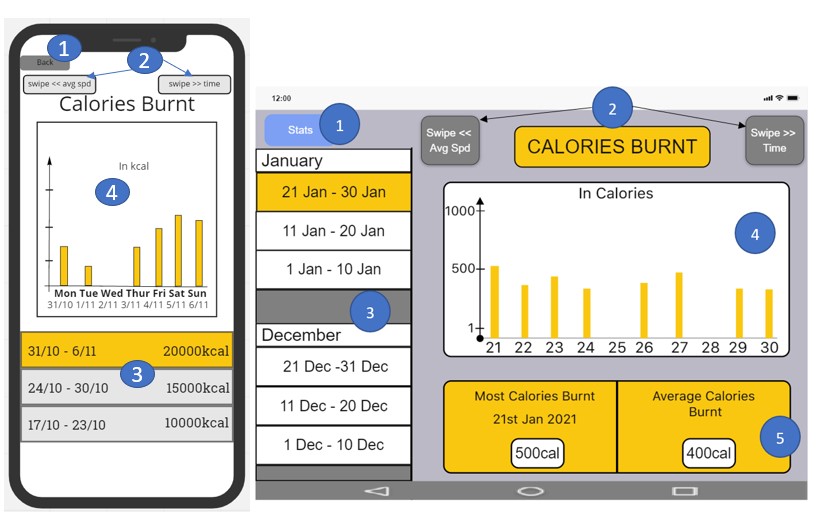 1
Back
2
swipe << avg spd
swipe >> time
Calories Burnt
In kcal
4
Mon Tue Wed Thur Fri Sat Sun
31/10 1/11 2/11 3/11 4/11 5/11 6/11
31/10 - 6/11 20000kcal
3
24/10 - 30/10 15000kcal
17/10 - 23/10 10000kcal
12:00
Stats
1
2
Swipe <<
Avg Spd
CALORIES BURNT
Swipe >>
Time
January
21 Jan - 30 Jan
11 Jan - 20 Jan
1 Jan - 10 Jan
3
December
21 Dec -31 Dec
11 Dec - 20 Dec
1 Dec - 10 Dec
In Calories
1000
4
500
1
21 22 23 24 25 26 27 28 29 30
Most Calories Burnt
21st Jan 2021
500cal
Average Calories
Burnt
400cal
5